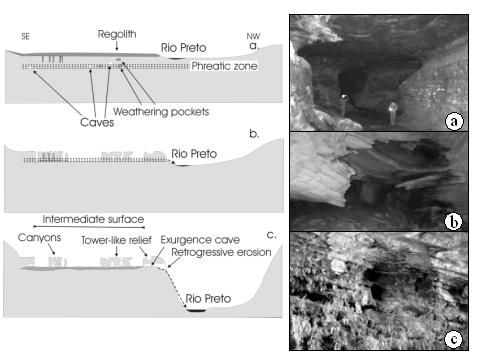 SE
Regolith
NW
Rio Preto
a.
Phreatic zone
Weathering pockets
Caves
b.
Rio Preto
Intermediate surface
c.
Canyons
Tower-like relief
Exurgence cave
Retrogressive erosion
Rio Preto
a
b
c